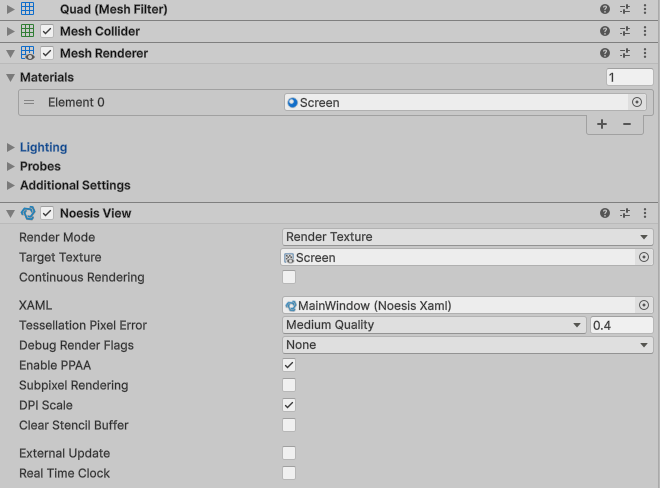 Quad (Mesh Filter)
Mesh Collider
Mesh Renderer
Materials 1
Element 0 Screen
Lighting
Probes
Additional Settings
Noesis View
Render Mode Render Texture
Target Texture Screen
Continuous Rendering
XAML MainWindow (Noesis Xaml)
Tessellation Pixel Error Medium Quality 0.4
Debug Render Flags None
Enable PPAA
Subpixel Rendering
DPI Scale
Clear Stencil Buffer
External Update
Real Time Clock